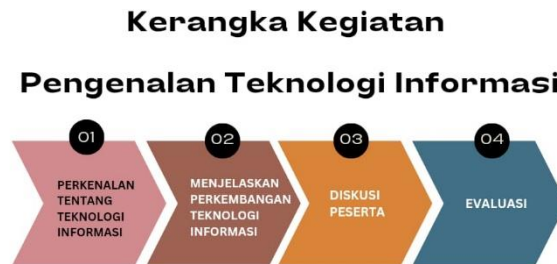 Kerangka Kegiatan
Pengenalan Teknologi Informasi
01
PERKENALAN
TENTANG
TEKNOLOGI
INFORMASI
02
MENJELASKAN
PERKEMBANGAN
TEKNOLOGI
INFORMASI
03
DISKUSI
PESERTA
04
EVALUASI